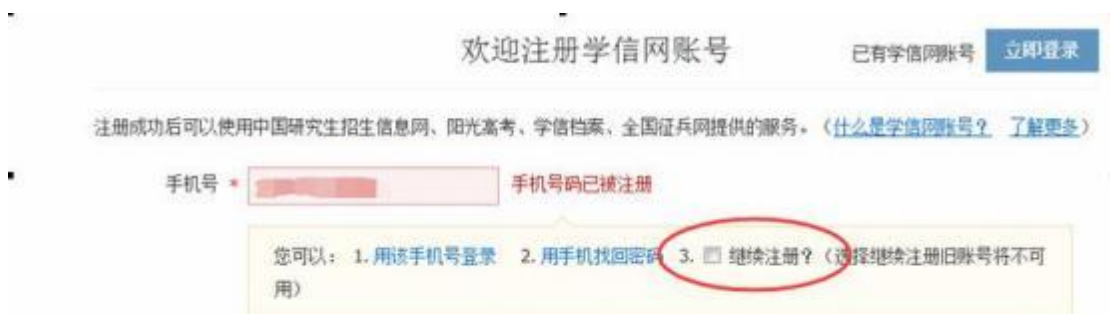 欢迎注册学信网账号 已有学信网账号 立即登录
注册成功后可以使用中国研究生招生信息网、阳光高考、学信档案、全国征兵网提供的服务。(什么是学信网账号? 了解更多)
手机号 * 手机号码已被注册
您可以: 1. 用该手机号登录 2. 用手机找回密码 3. 继续注册?(选择继续注册旧账号将不可
用)